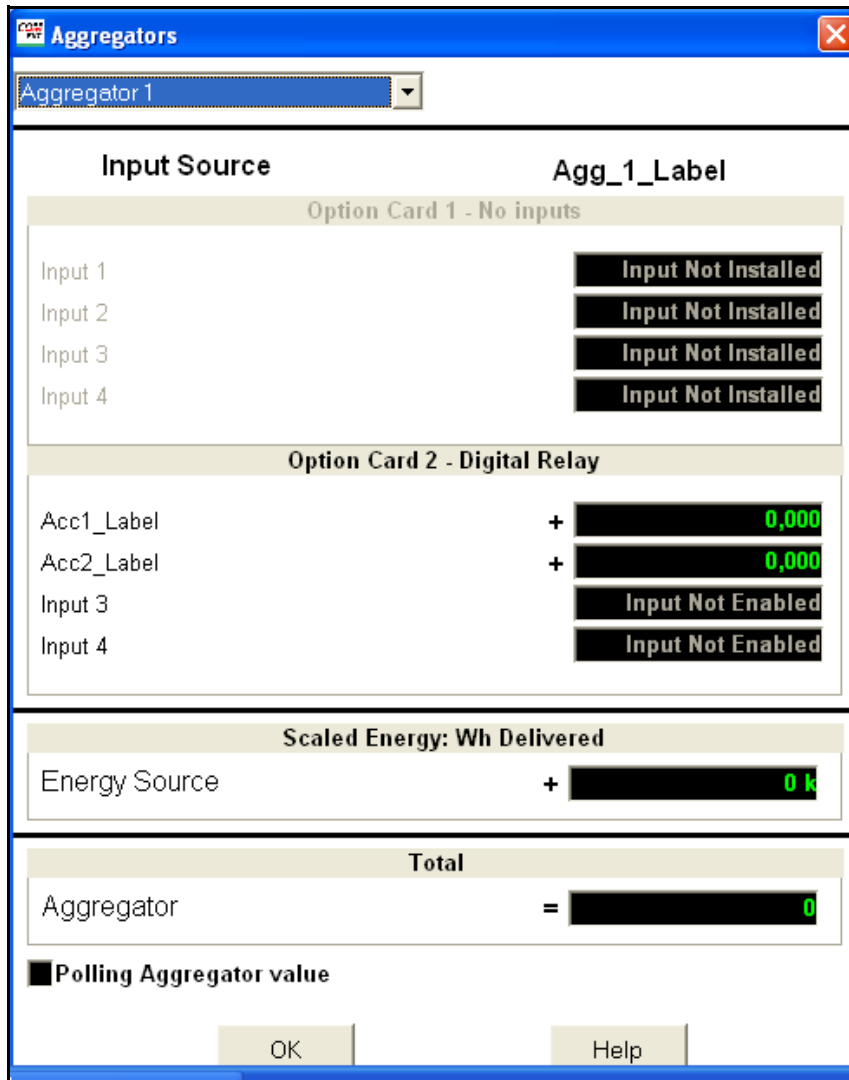 Aggregators
Aggregator 1
Input Source Agg_1_Label
Option Card 1 - No inputs
Input 1 Input Not Installed
Input 2 Input Not Installed
Input 3 Input Not Installed
Input 4 Input Not Installed
Option Card 2 - Digital Relay
Acc1_Label + 0,000
Acc2_Label + 0,000
Input 3 Input Not Enabled
Input 4 Input Not Enabled
Scaled Energy: Wh Delivered
Energy Source + 0 k
Total
Aggregator = 0
Polling Aggregator value
OK Help